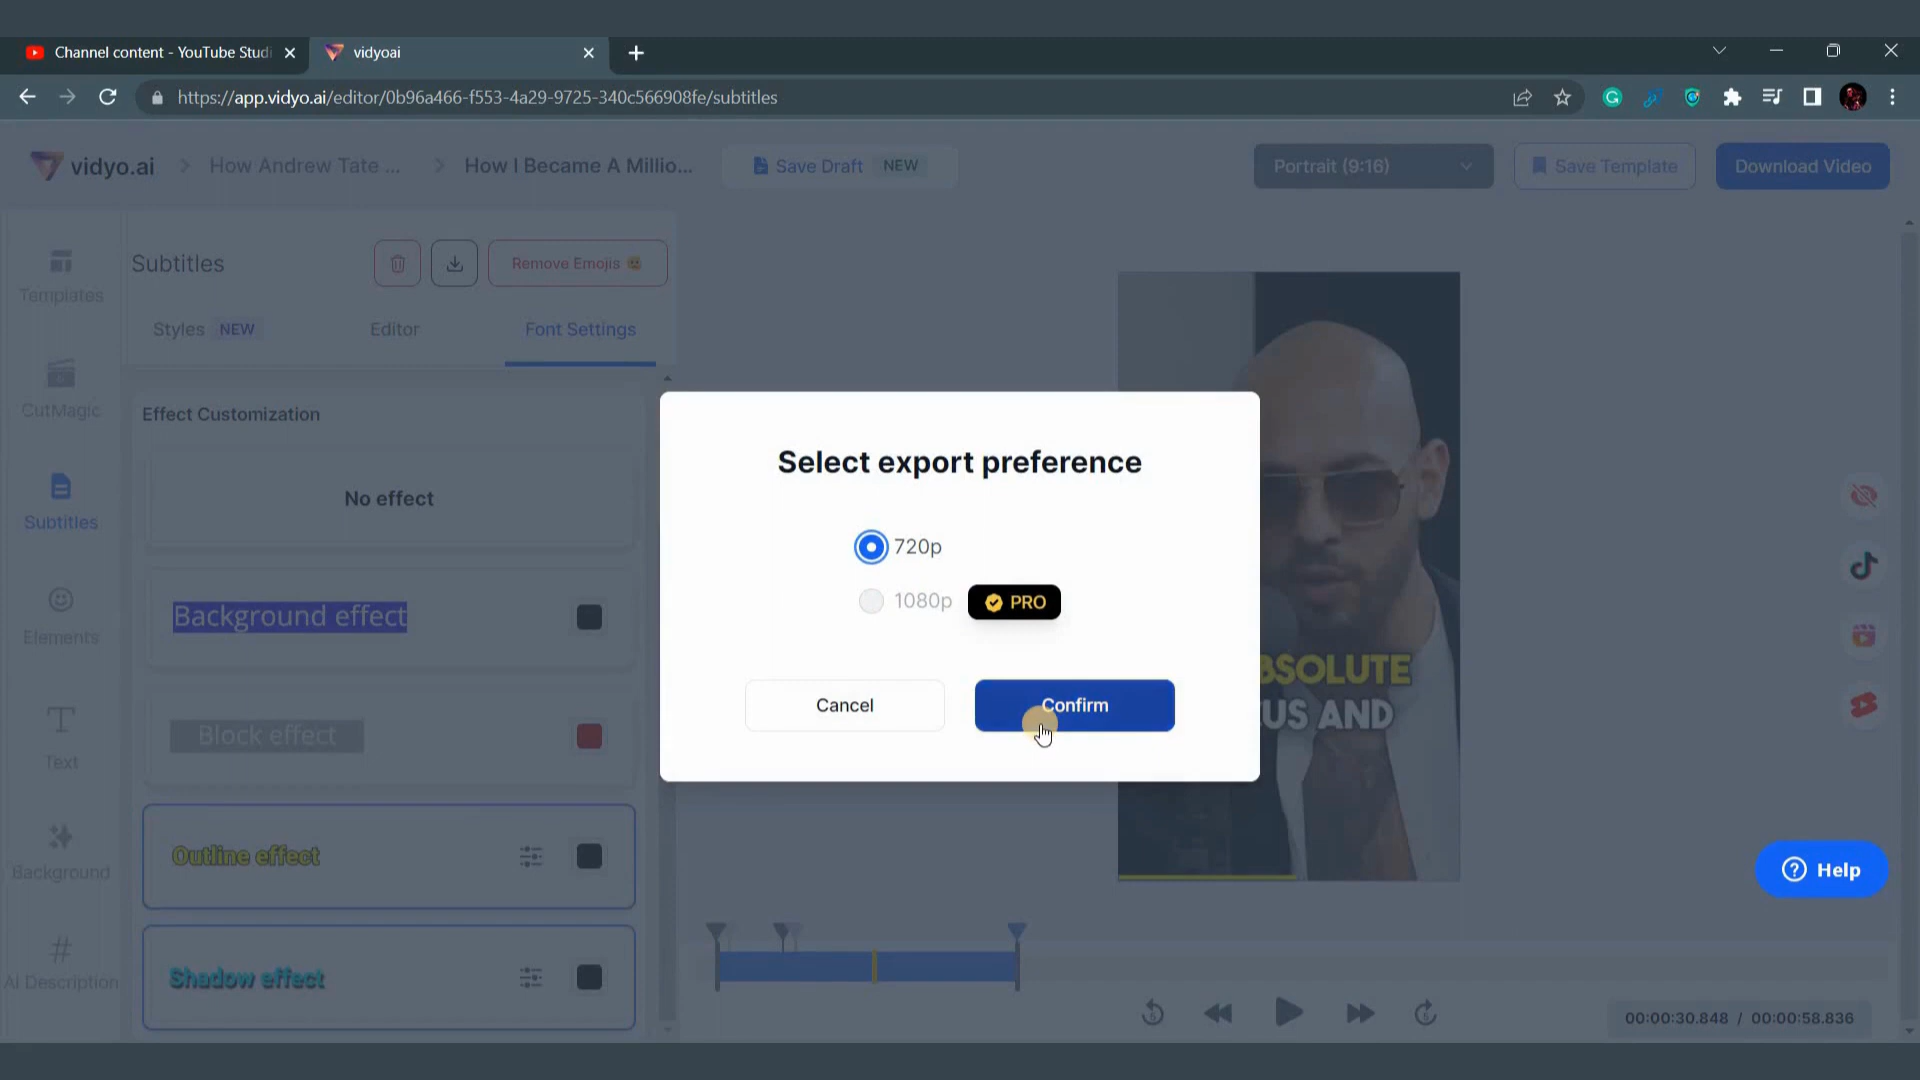 Channel content - YouTube Studi
vidyoai
https://app.vidyo.ai/editor/0b96a466-f553-4a29-9725-340c566908fe/subtitles
vidyo.ai
How Andrew Tate ...
How I Became A Millio...
Save Draft NEW
Portrait (9:16)
Save Template
Download Video
Templates
CutMagic
Subtitles
Elements
Text
Background
AI Description
Subtitles
Remove Emojis
Styles NEW
Editor
Font Settings
Effect Customization
No effect
Background effect
Block effect
Outline effect
Shadow effect
Select export preference
720p
1080p PRO
Cancel
Confirm
BSOLUTE
US AND
Help
5
5
00:00:30.848 / 00:00:58.836